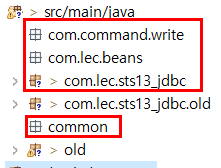 src/main/java
com.command.write
com.lec.beans
com.lec.sts13_jdbc
com.lec.sts13_jdbc.old
common
old